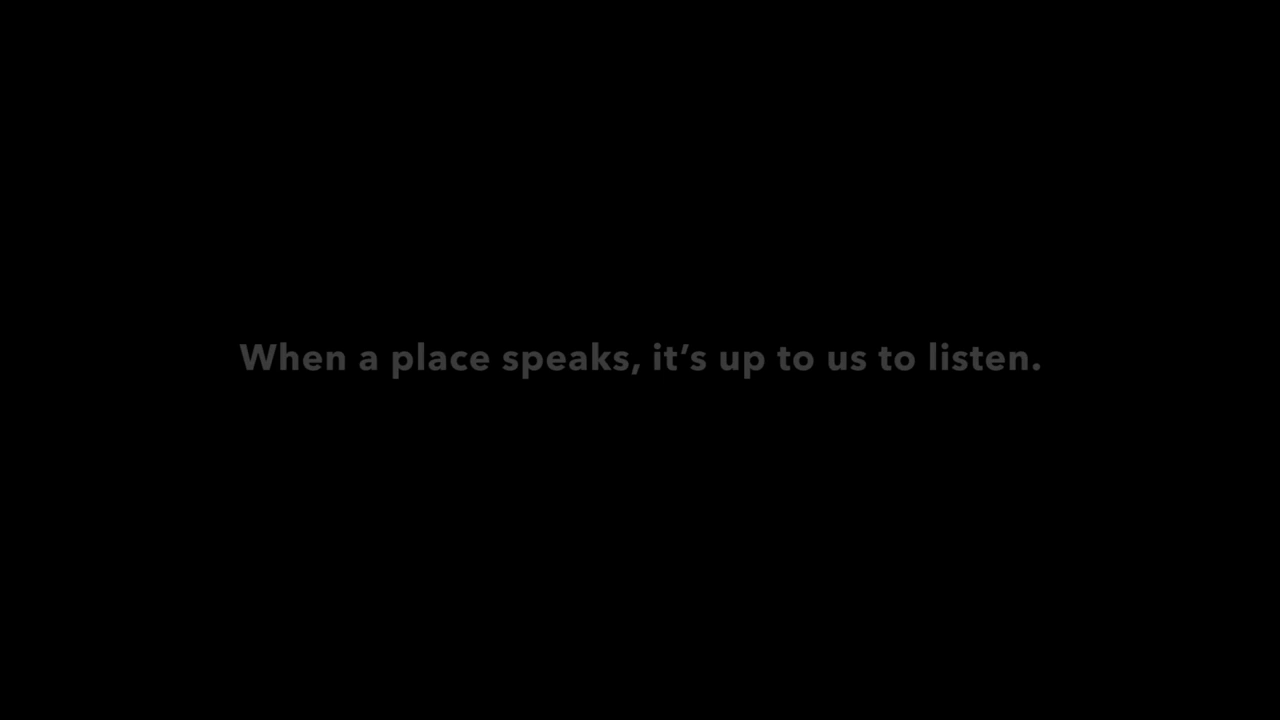 When a place speaks, it’s up to us to listen.